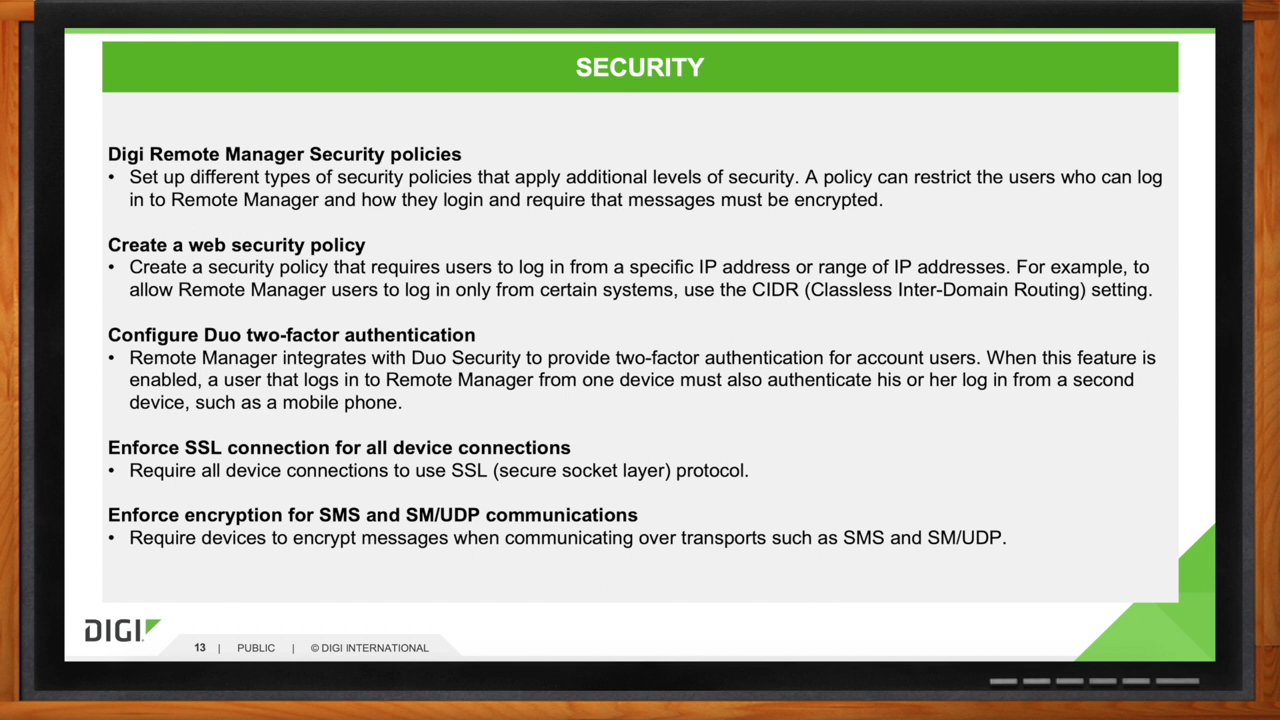 SECURITY
Digi Remote Manager Security policies
• Set up different types of security policies that apply additional levels of security. A policy can restrict the users who can log
in to Remote Manager and how they login and require that messages must be encrypted.
Create a web security policy
• Create a security policy that requires users to log in from a specific IP address or range of IP addresses. For example, to
allow Remote Manager users to log in only from certain systems, use the CIDR (Classless Inter-Domain Routing) setting.
Configure Duo two-factor authentication
• Remote Manager integrates with Duo Security to provide two-factor authentication for account users. When this feature is
enabled, a user that logs in to Remote Manager from one device must also authenticate his or her log in from a second
device, such as a mobile phone.
Enforce SSL connection for all device connections
• Require all device connections to use SSL (secure socket layer) protocol.
Enforce encryption for SMS and SM/UDP communications
• Require devices to encrypt messages when communicating over transports such as SMS and SM/UDP.
DIGI
13 | PUBLIC | © DIGI INTERNATIONAL